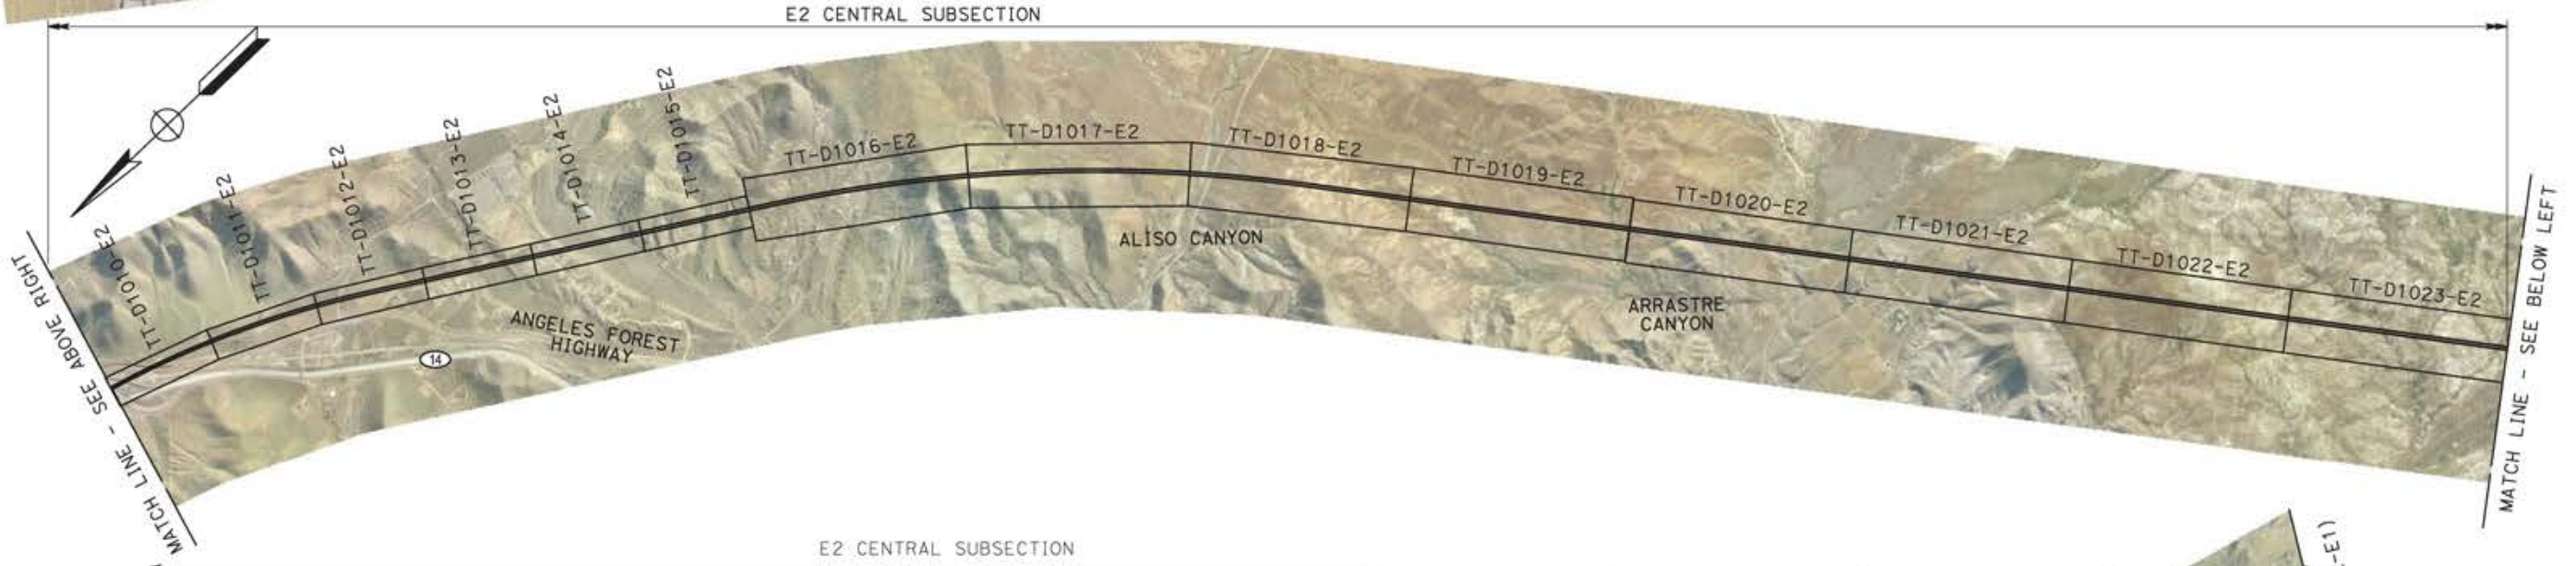 E2 CENTRAL SUBSECTION
TT-D1010-E2
TT-D1011-E2
TT-D1012-E2
TT-D1013-E2
TT-D1014-E2
TT-D1015-E2
TT-D1016-E2
TT-D1017-E2
TT-D1018-E2
TT-D1019-E2
TT-D1020-E2
TT-D1021-E2
TT-D1022-E2
TT-D1023-E2
MATCH LINE - SEE ABOVE RIGHT
ANGELES FOREST
HIGHWAY
14
ALISO CANYON
ARRASTRE
CANYON
MATCH LINE - SEE BELOW LEFT
E2 CENTRAL SUBSECTION
-E1)